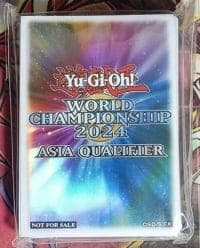 Yu-Gi-Oh!
WORLD
CHAMPIONSHIP
2024
ASIA QUALIFIER
NOT FOR SALE